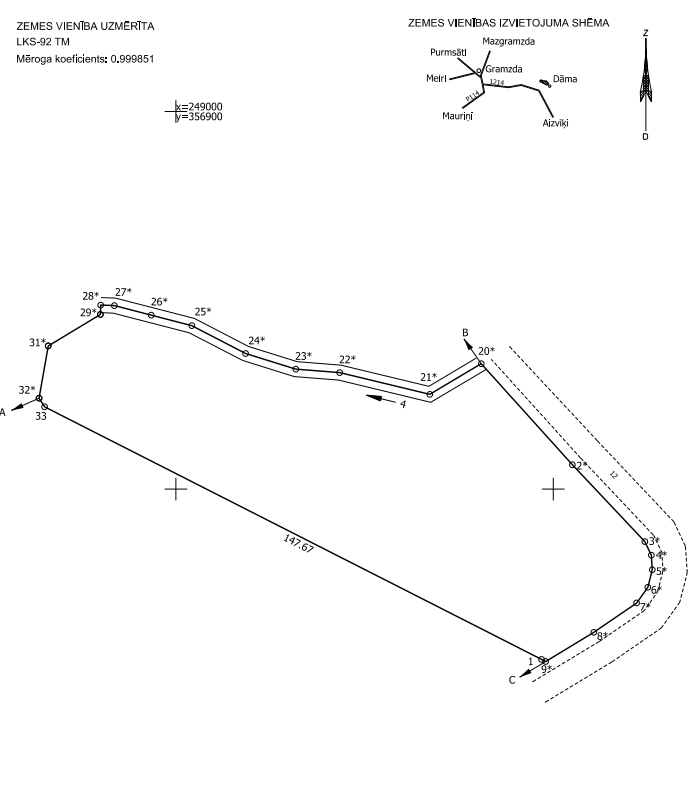 ZEMES VIENĪBA UZMĒRĪTA
LKS-92 TM
Mēroga koeficients: 0.999851
ZEMES VIENĪBAS IZVIETOJUMA SHĒMA
Purmsāti
Mazgramzda
Meiri
Gramzda
1214
Dāma
P114
Mauriņi
Aizvīķi
Z
D
x=249000
y=356900
28*
27*
29*
26*
25*
31*
24*
23*
22*
B
20*
21*
4
32*
A
33
2*
12
147.67
3*
4*
5*
6*
7*
8*
1
9*
C